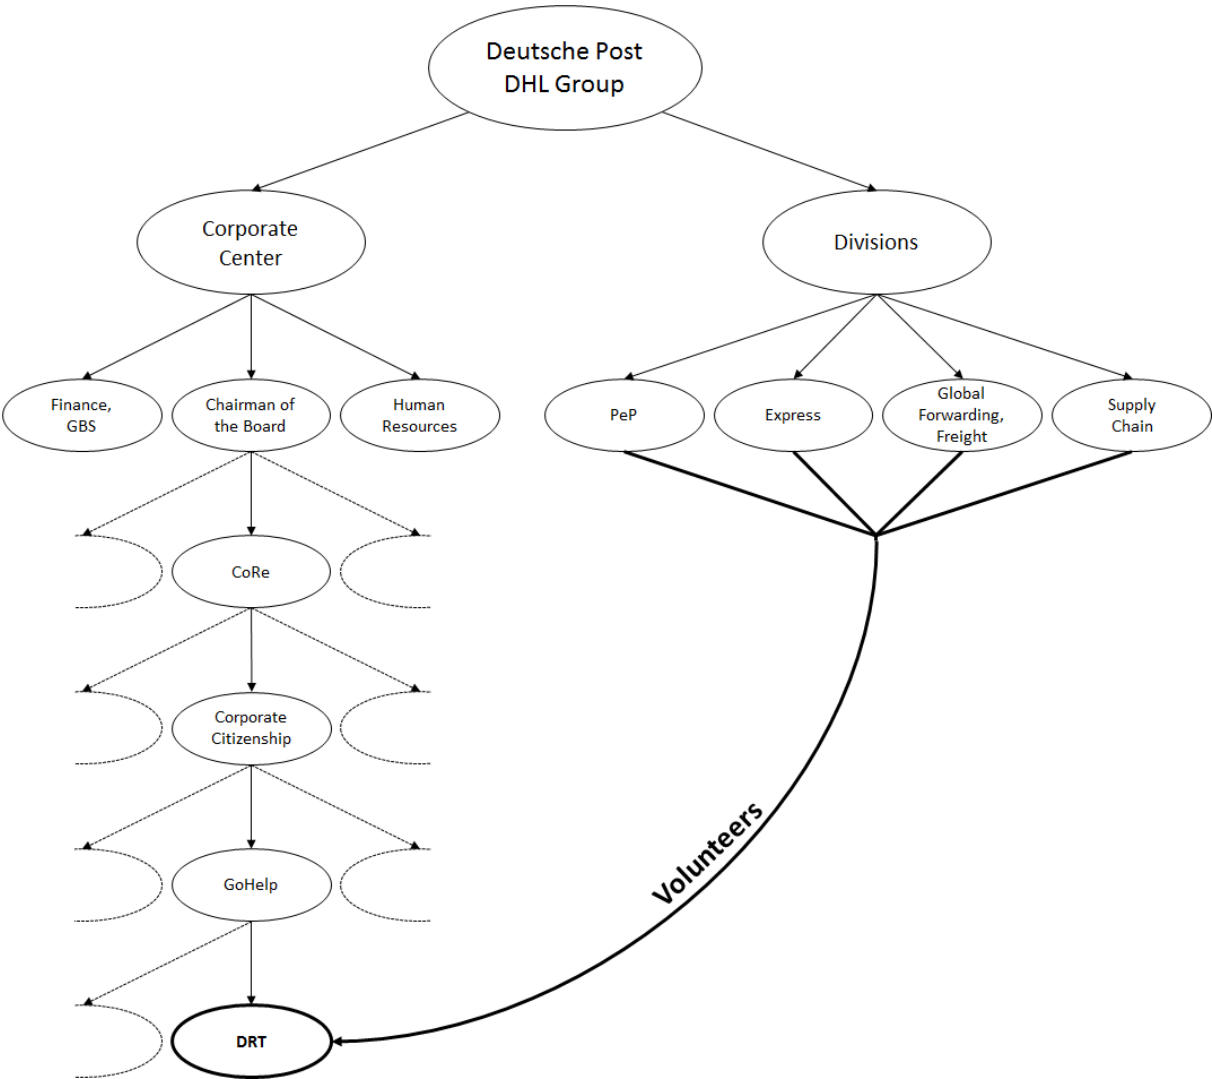 Deutsche Post
DHL Group
Corporate
Center
Divisions
Finance,
GBS
Chairman of
the Board
Human
Resources
PeP
Express
Global
Forwarding,
Freight
Supply
Chain
CoRe
Corporate
Citizenship
GoHelp
Volunteers
DRT